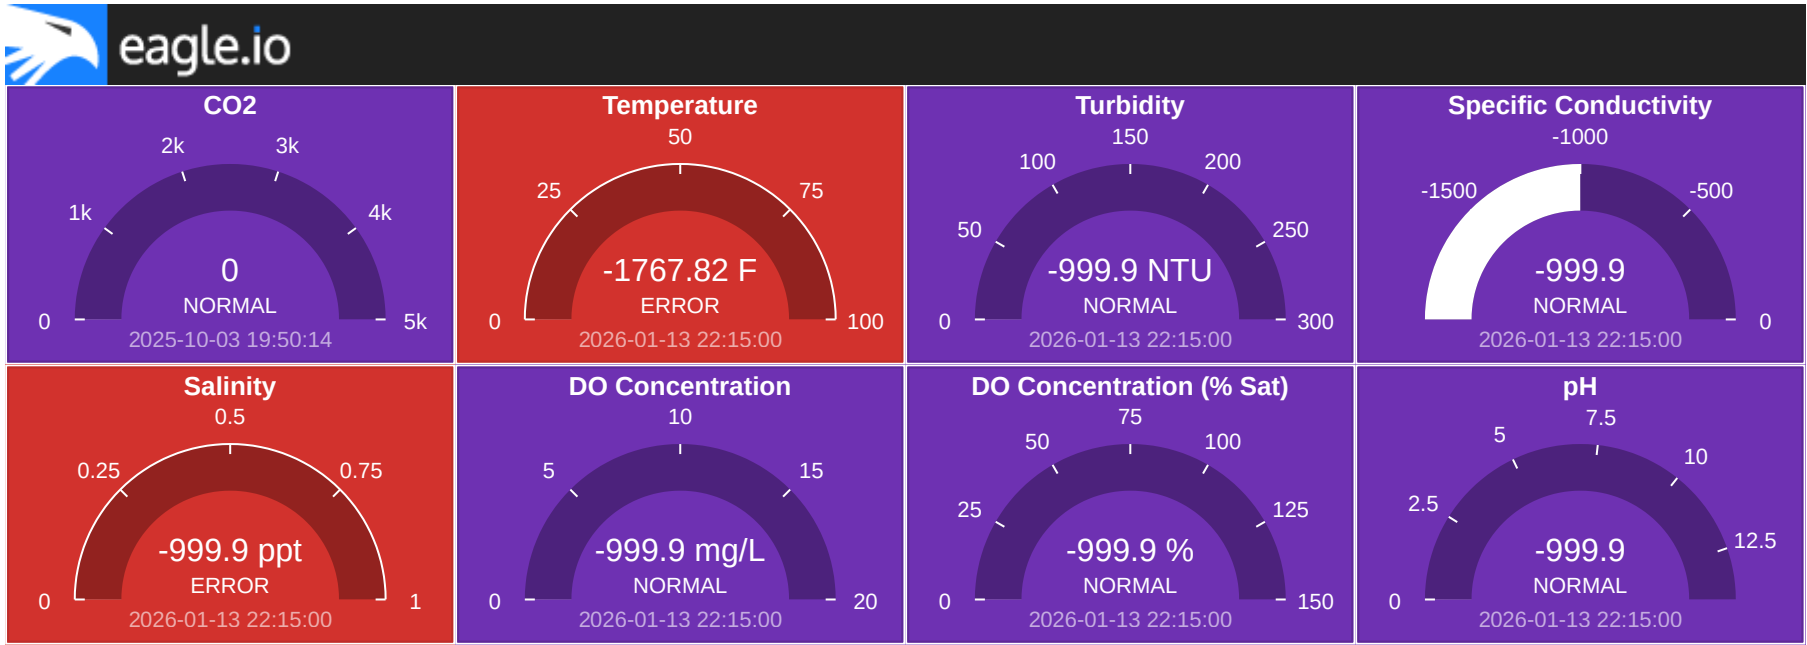 eagle.io
CO2
2k
3k
1k
4k
0
NORMAL
0
5k
2025-10-03 19:50:14
Temperature
50
25
75
-1767.82 F
ERROR
0
100
2026-01-13 22:15:00
Turbidity
150
100
200
50
250
-999.9 NTU
NORMAL
0
300
2026-01-13 22:15:00
Specific Conductivity
-1000
-1500
-500
-999.9
NORMAL
0
2026-01-13 22:15:00
Salinity
0.5
0.25
0.75
-999.9 ppt
ERROR
0
1
2026-01-13 22:15:00
DO Concentration
10
5
15
-999.9 mg/L
NORMAL
0
20
2026-01-13 22:15:00
DO Concentration (% Sat)
75
50
100
25
125
-999.9 %
NORMAL
0
150
2026-01-13 22:15:00
pH
7.5
5
10
2.5
12.5
-999.9
NORMAL
0
2026-01-13 22:15:00